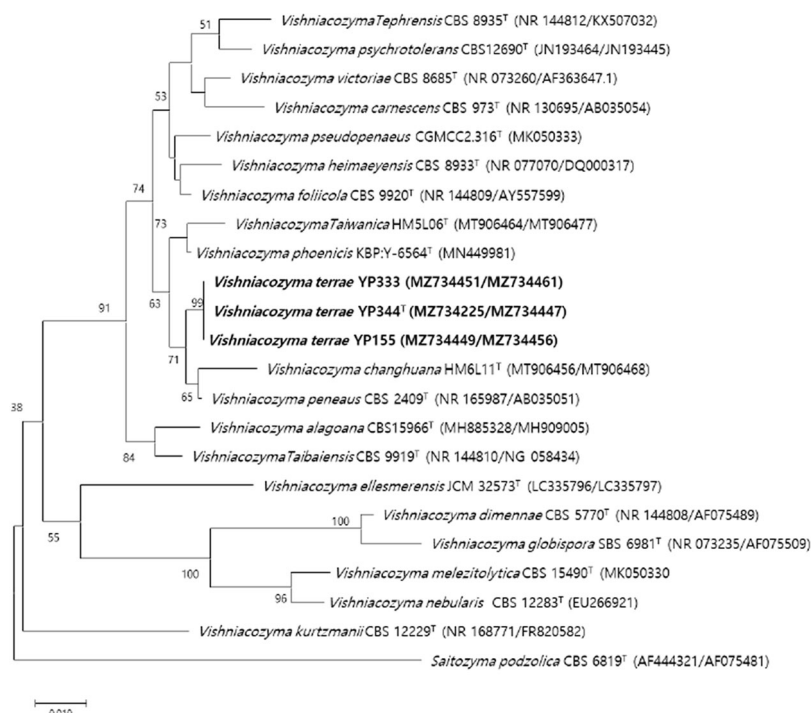 51
VishniacozymaTephrensis CBS 8935ᵀ (NR 144812/KX507032)
Vishniacozyma psychrotolerans CBS12690ᵀ (JN193464/JN193445)
Vishniacozyma victoriae CBS 8685ᵀ (NR 073260/AF363647.1)
53
Vishniacozyma carnescens CBS 973ᵀ (NR 130695/AB035054)
Vishniacozyma pseudopenaeus CGMCC2.316ᵀ (MK050333)
Vishniacozyma heimaeyensis CBS 8933ᵀ (NR 077070/DQ000317)
74
Vishniacozyma foliicola CBS 9920ᵀ (NR 144809/AY557599)
73
VishniacozymaTaiwanica HM5L06ᵀ (MT906464/MT906477)
Vishniacozyma phoenicis KBP:Y-6564ᵀ (MN449981)
Vishniacozyma terrae YP333 (MZ734451/MZ734461)
63
99
91
Vishniacozyma terrae YP344ᵀ (MZ734225/MZ734447)
Vishniacozyma terrae YP155 (MZ734449/MZ734456)
71
Vishniacozyma changhuana HM6L11ᵀ (MT906456/MT906468)
65
Vishniacozyma peneaus CBS 2409ᵀ (NR 165987/AB035051)
38
Vishniacozyma alagoana CBS15966ᵀ (MH885328/MH909005)
84
VishniacozymaTaibaiensis CBS 9919ᵀ (NR 144810/NG 058434)
Vishniacozyma ellesmerensis JCM 32573ᵀ (LC335796/LC335797)
Vishniacozyma dimennae CBS 5770ᵀ (NR 144808/AF075489)
100
55
Vishniacozyma globispora SBS 6981ᵀ (NR 073235/AF075509)
100
Vishniacozyma melezitolytica CBS 15490ᵀ (MK050330
96
Vishniacozyma nebularis CBS 12283ᵀ (EU266921)
Vishniacozyma kurtzmanii CBS 12229ᵀ (NR 168771/FR820582)
Saitozyma podzolica CBS 6819ᵀ (AF444321/AF075481)